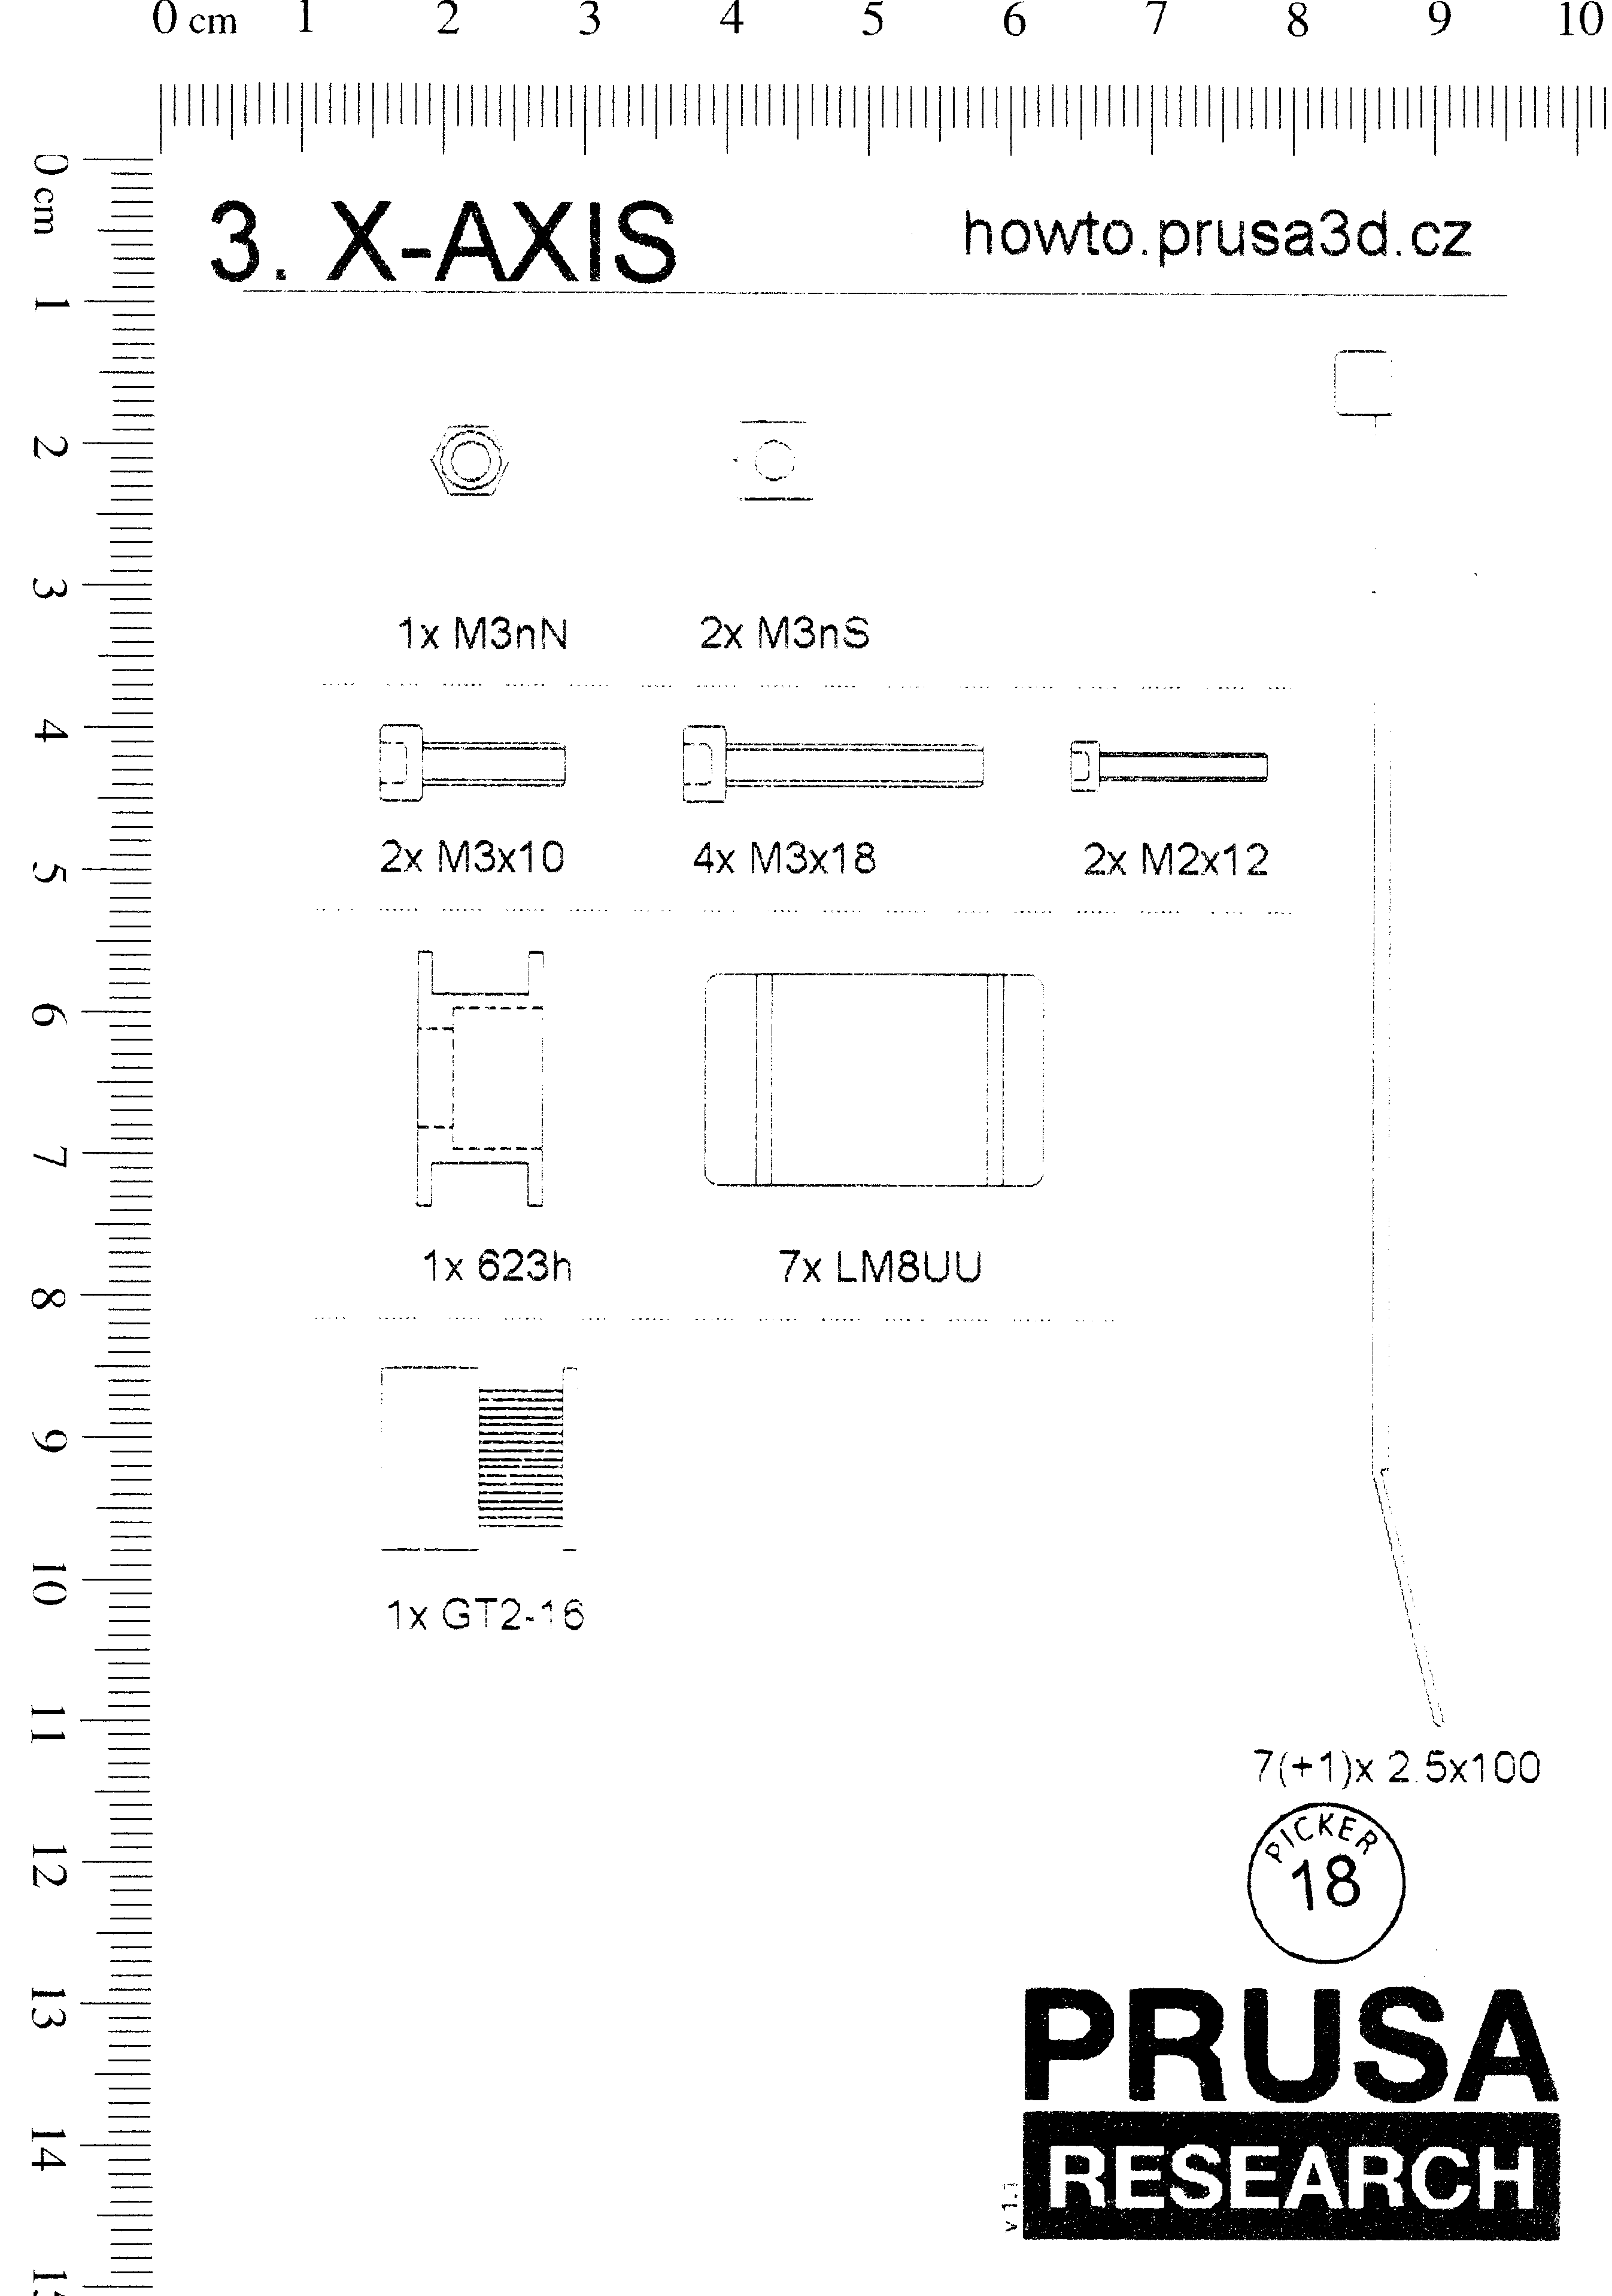 0 cm 1 2 3 4 5 6 7 8 9 10
0 cm
1
2
3
4
5
6
7
8
9
10
11
12
13
14
3. X-AXIS howto.prusa3d.cz
1x M3nN 2x M3nS
2x M3x10 4x M3x18 2x M2x12
1x 623h 7x LM8UU
1x GT2-16
7(+1)x 2.5x100
PICKER
18
PRUSA
RESEARCH
v 1.1